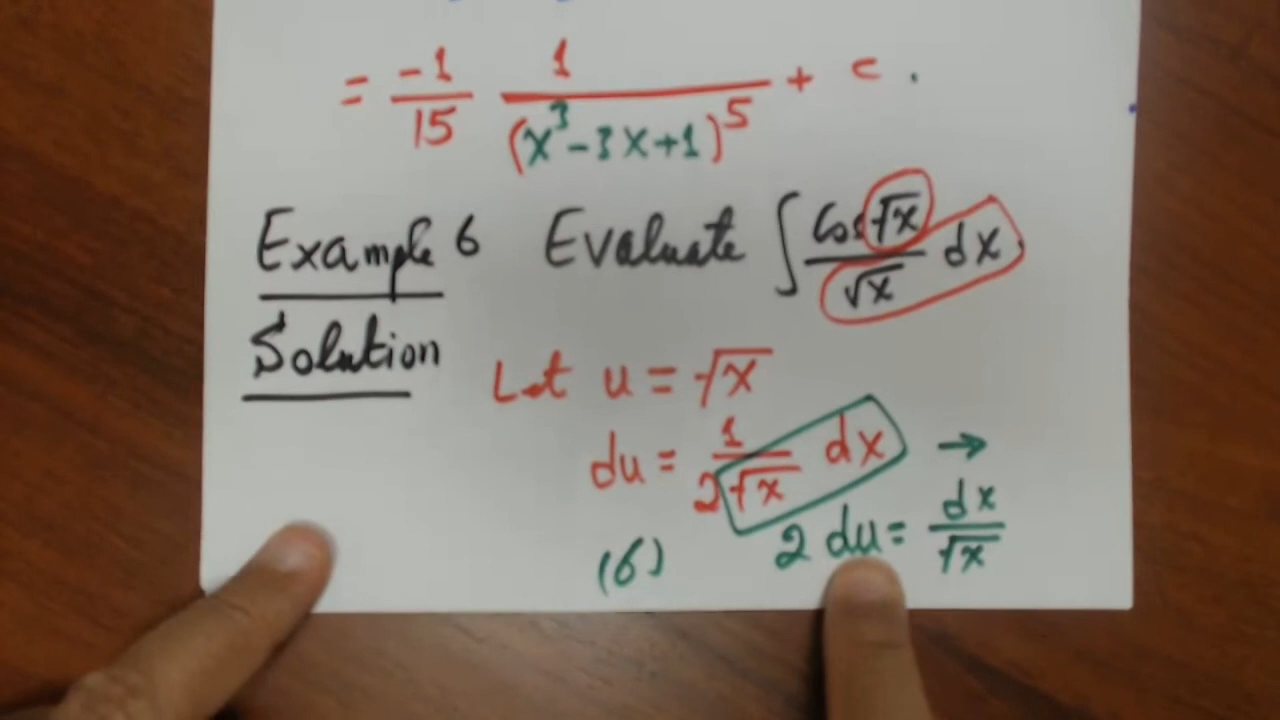 = -1/15 1/(x³-3x+1)⁵ + c .
Example 6 Evaluate ∫ Cos√x/√x dx
Solution
Let u = √x
du = 1/2√x dx →
(6) 2 du = dx/√x